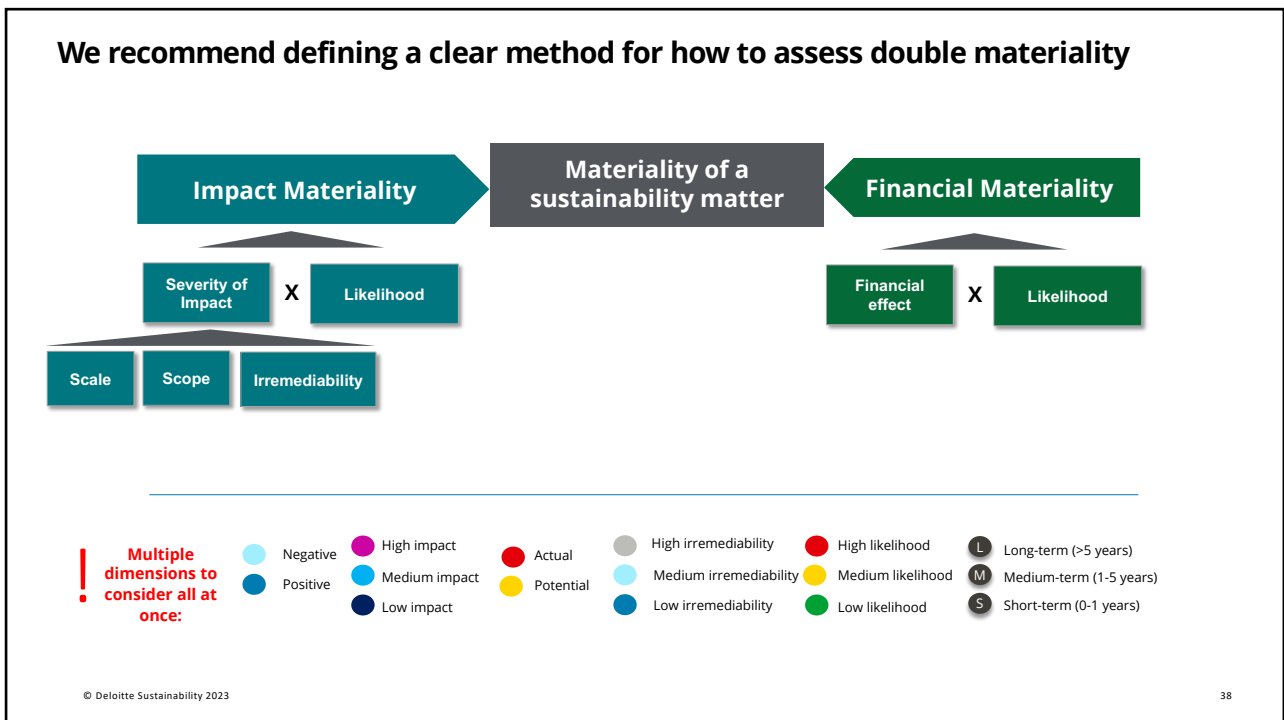 We recommend defining a clear method for how to assess double materiality
Impact Materiality
Materiality of a
sustainability matter
Financial Materiality
Severity of
Impact
X
Likelihood
Financial
effect
X
Likelihood
Scale
Scope
Irremediability
!
Multiple
dimensions to
consider all at
once:
Negative
Positive
High impact
Medium impact
Low impact
Actual
Potential
High irremediability
Medium irremediability
Low irremediability
High likelihood
Medium likelihood
Low likelihood
L Long-term (>5 years)
M Medium-term (1-5 years)
S Short-term (0-1 years)
© Deloitte Sustainability 2023
38